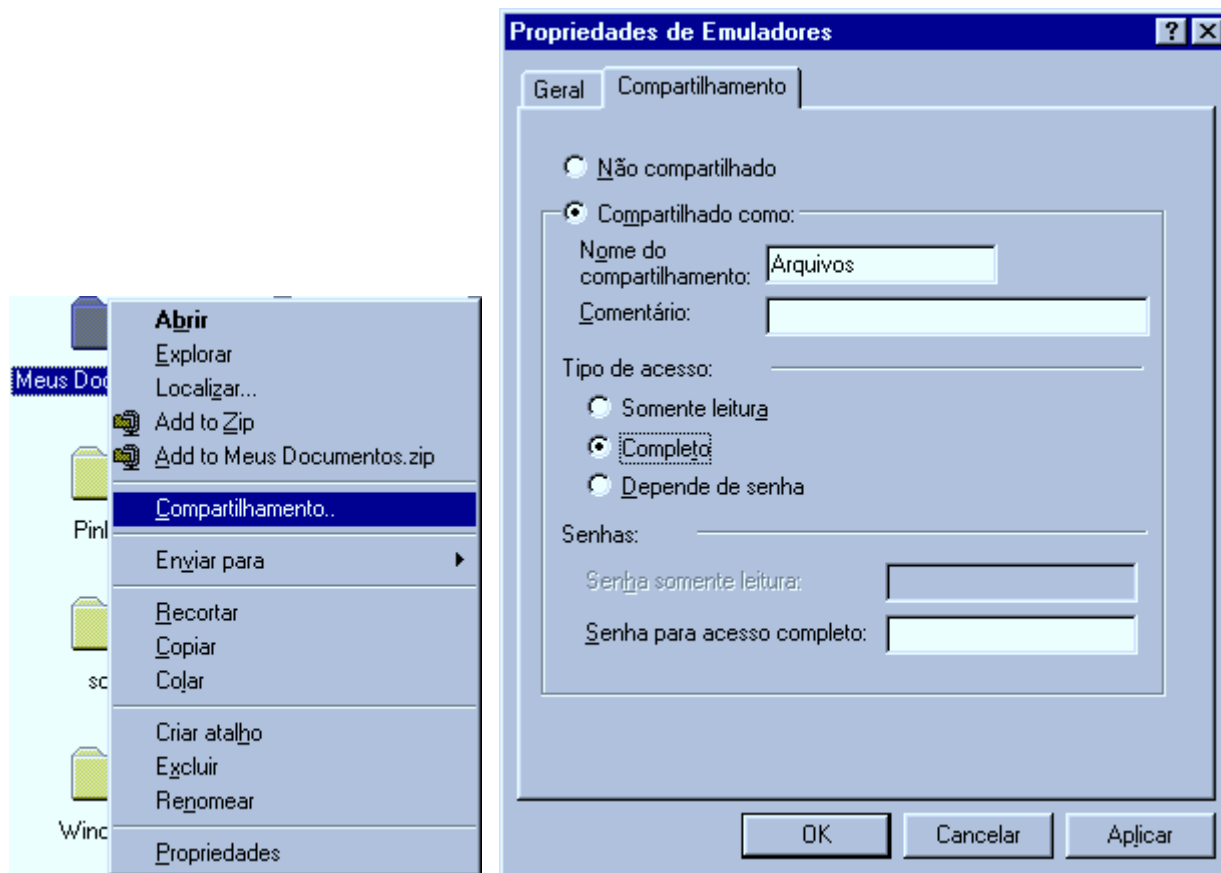 Meus Doc
Pinl
sc
Winc
Abrir
Explorar
Localizar...
Add to Zip
Add to Meus Documentos.zip
Compartilhamento..
Enviar para
Recortar
Copiar
Colar
Criar atalho
Excluir
Renomear
Propriedades
Propriedades de Emuladores
Geral
Compartilhamento
Não compartilhado
Compartilhado como:
Nome do
compartilhamento:
Arquivos
Comentário:
Tipo de acesso:
Somente leitura
Completo
Depende de senha
Senhas:
Senha somente leitura:
Senha para acesso completo:
OK
Cancelar
Aplicar